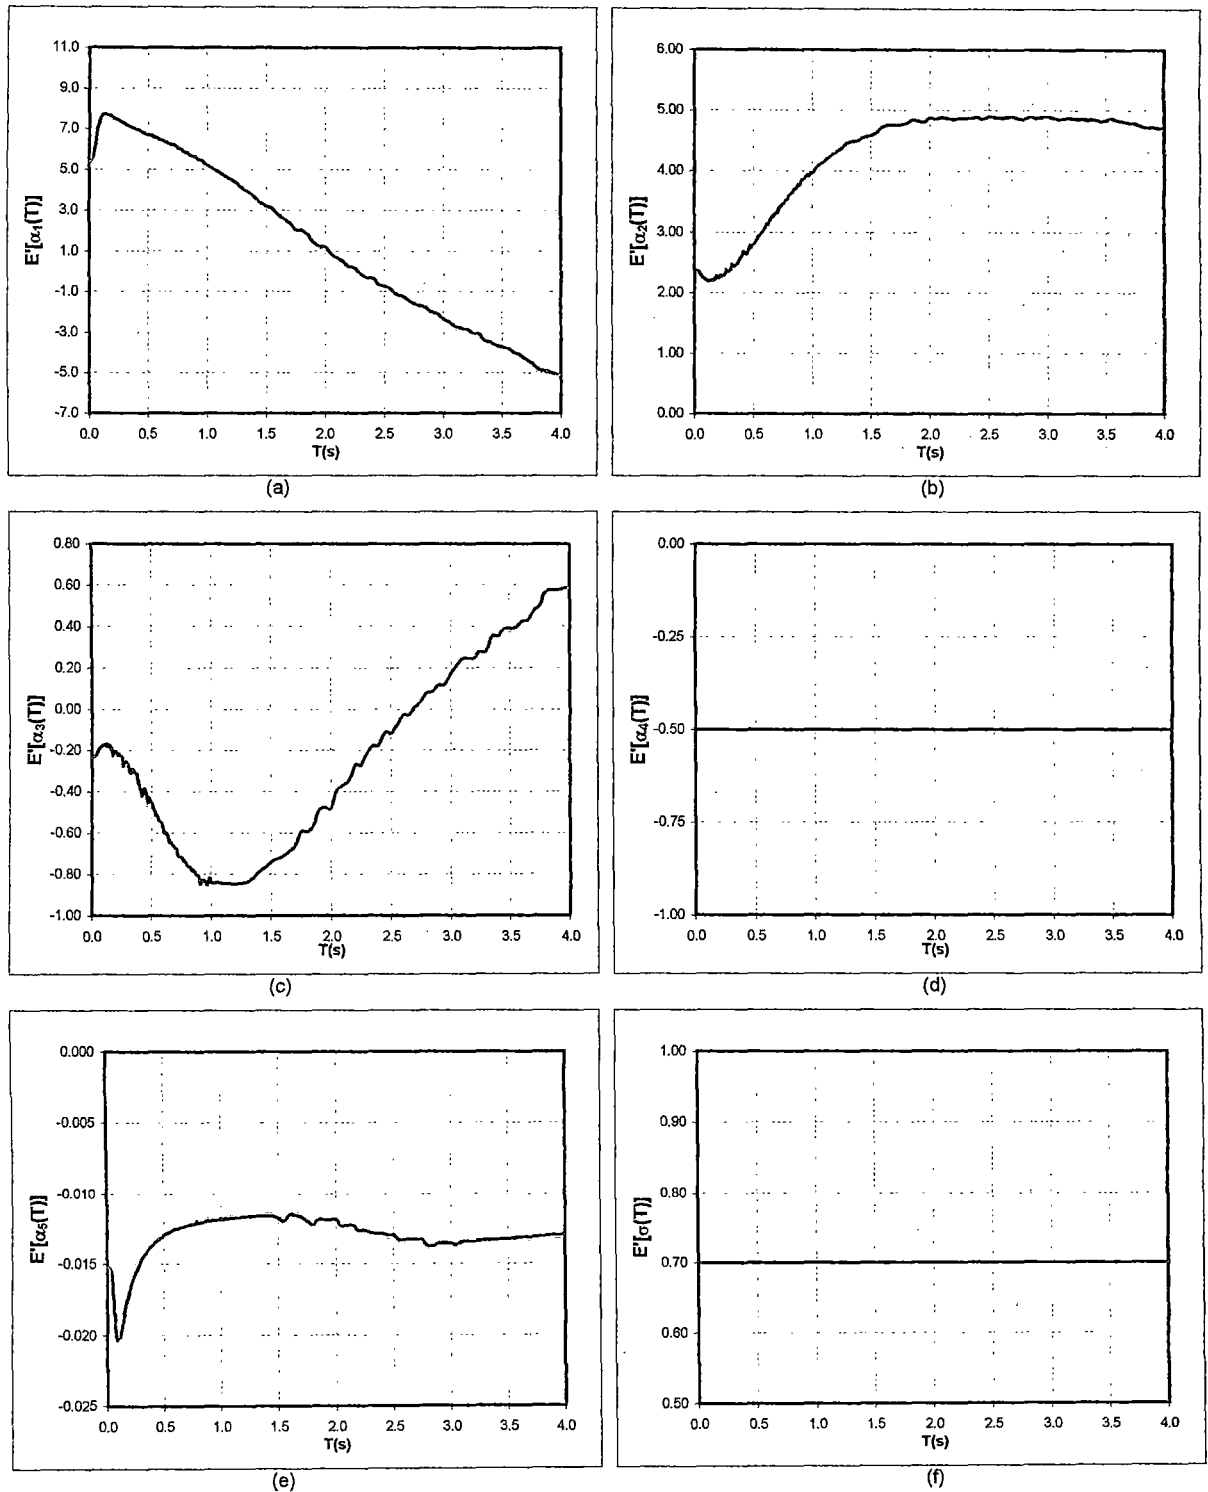 11.0
9.0
7.0
5.0
3.0
1.0
-1.0
-3.0
-5.0
-7.0
E'[α₁(T)]
0.0 0.5 1.0 1.5 2.0 2.5 3.0 3.5 4.0
T(s)
(a)
6.00
5.00
4.00
3.00
2.00
1.00
0.00
E'[α₂(T)]
0.0 0.5 1.0 1.5 2.0 2.5 3.0 3.5 4.0
T(s)
(b)
0.80
0.60
0.40
0.20
0.00
-0.20
-0.40
-0.60
-0.80
-1.00
E'[α₃(T)]
0.0 0.5 1.0 1.5 2.0 2.5 3.0 3.5 4.0
T(s)
(c)
0.00
-0.25
-0.50
-0.75
-1.00
E'[α₄(T)]
0.0 0.5 1.0 1.5 2.0 2.5 3.0 3.5 4.0
T(s)
(d)
0.000
-0.005
-0.010
-0.015
-0.020
-0.025
E'[α₅(T)]
0.0 0.5 1.0 1.5 2.0 2.5 3.0 3.5 4.0
T(s)
(e)
1.00
0.90
0.80
0.70
0.60
0.50
E'[σ(T)]
0.0 0.5 1.0 1.5 2.0 2.5 3.0 3.5 4.0
T(s)
(f)